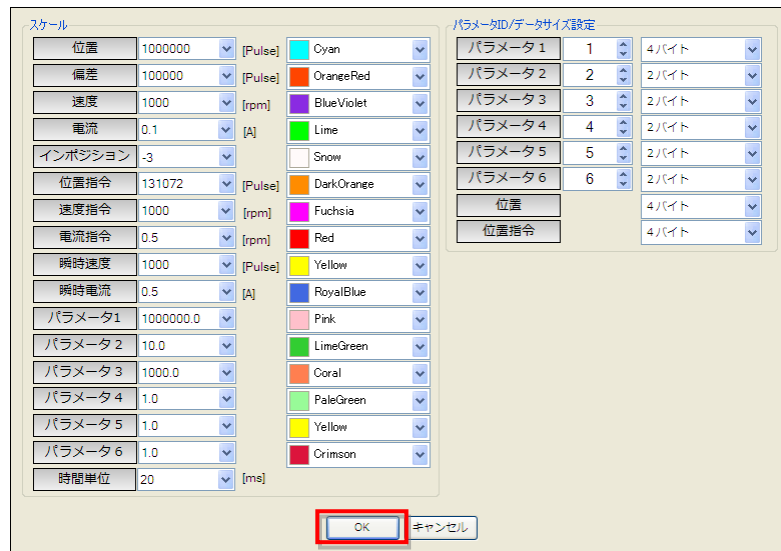 スケール
位置 1000000 [Pulse] Cyan
偏差 100000 [Pulse] OrangeRed
速度 1000 [rpm] BlueViolet
電流 0.1 [A] Lime
インポジション -3 Snow
位置指令 131072 [Pulse] DarkOrange
速度指令 1000 [rpm] Fuchsia
電流指令 0.5 [rpm] Red
瞬時速度 1000 [Pulse] Yellow
瞬時電流 0.5 [A] RoyalBlue
パラメータ1 1000000.0 Pink
パラメータ2 10.0 LimeGreen
パラメータ3 1000.0 Coral
パラメータ4 1.0 PaleGreen
パラメータ5 1.0 Yellow
パラメータ6 1.0 Crimson
時間単位 20 [ms]
パラメータID/データサイズ設定
パラメータ1 1 4バイト
パラメータ2 2 2バイト
パラメータ3 3 2バイト
パラメータ4 4 2バイト
パラメータ5 5 2バイト
パラメータ6 6 2バイト
位置 4バイト
位置指令 4バイト
OK キャンセル